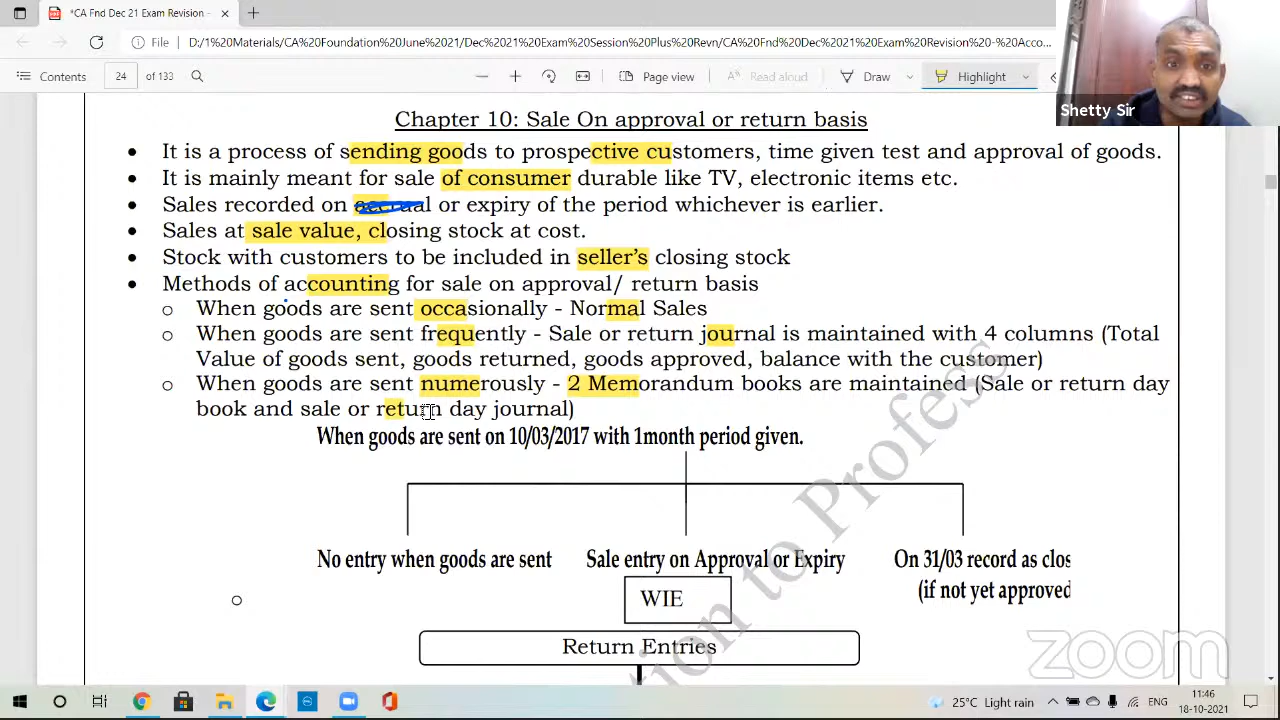 *CA Fnd Dec 21 Exam Revision -
File
D:/1%20Materials/CA%20Foundation%20June%2021/Dec%2021%20Exam%20Session%20Plus%20Revn/CA%20Fnd%20Dec%2021%20Exam%20Revision%20-%20Acco...
Contents 24 of 133 Page view Read aloud Draw Highlight
Shetty Sir
Chapter 10: Sale On approval or return basis
• It is a process of sending goods to prospective customers, time given test and approval of goods.
• It is mainly meant for sale of consumer durable like TV, electronic items etc.
• Sales recorded on accrual or expiry of the period whichever is earlier.
• Sales at sale value, closing stock at cost.
• Stock with customers to be included in seller's closing stock
• Methods of accounting for sale on approval/ return basis
o When goods are sent occasionally - Normal Sales
o When goods are sent frequently - Sale or return journal is maintained with 4 columns (Total
Value of goods sent, goods returned, goods approved, balance with the customer)
o When goods are sent numerously - 2 Memorandum books are maintained (Sale or return day
book and sale or return day journal)
When goods are sent on 10/03/2017 with 1month period given.
No entry when goods are sent
Sale entry on Approval or Expiry
On 31/03 record as clos
(if not yet approved
WIE
o
Return Entries
tion to Profess
zoom
25°C Light rain
ENG
11:46
18-10-2021